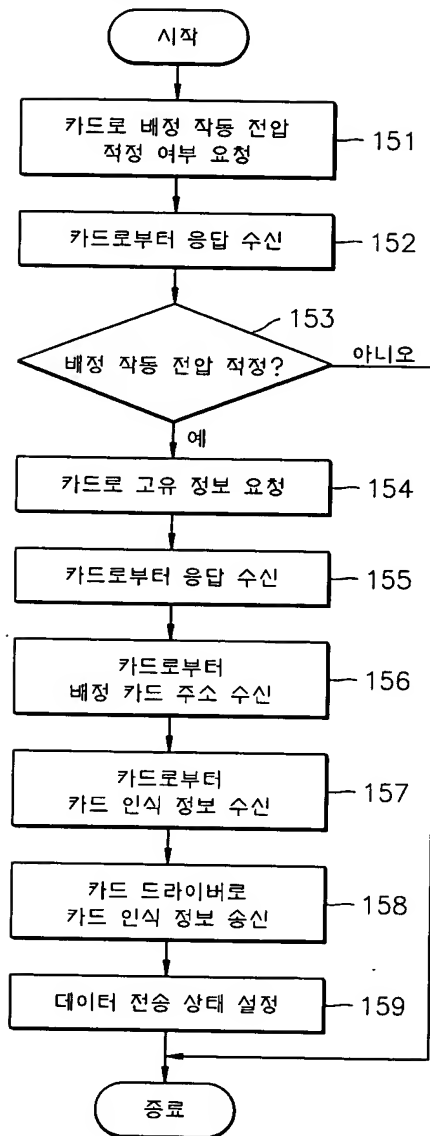 시작
카드로 배정 작동 전압
적정 여부 요청
151
카드로부터 응답 수신
152
153
배정 작동 전압 적정?
아니오
예
카드로 고유 정보 요청
154
카드로부터 응답 수신
155
카드로부터
배정 카드 주소 수신
156
카드로부터
카드 인식 정보 수신
157
카드 드라이버로
카드 인식 정보 송신
158
데이터 전송 상태 설정
159
종료